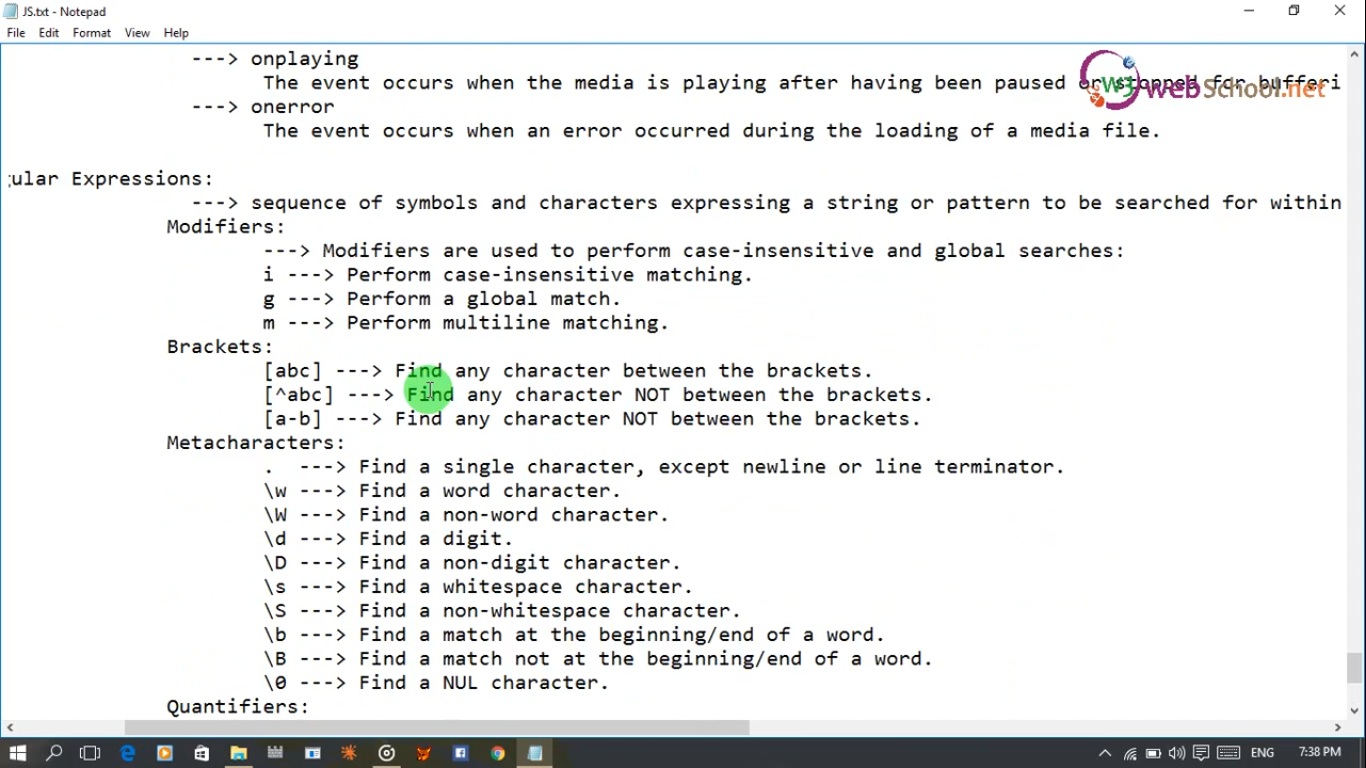 JS.txt - Notepad
File Edit Format View Help
---> onplaying
The event occurs when the media is playing after having been paused or stopped for bufferi
W3 webSchool.net
---> onerror
The event occurs when an error occurred during the loading of a media file.
ular Expressions:
---> sequence of symbols and characters expressing a string or pattern to be searched for within
Modifiers:
---> Modifiers are used to perform case-insensitive and global searches:
i ---> Perform case-insensitive matching.
g ---> Perform a global match.
m ---> Perform multiline matching.
Brackets:
[abc] ---> Find any character between the brackets.
[^abc] ---> Find any character NOT between the brackets.
[a-b] ---> Find any character NOT between the brackets.
Metacharacters:
. ---> Find a single character, except newline or line terminator.
\w ---> Find a word character.
\W ---> Find a non-word character.
\d ---> Find a digit.
\D ---> Find a non-digit character.
\s ---> Find a whitespace character.
\S ---> Find a non-whitespace character.
\b ---> Find a match at the beginning/end of a word.
\B ---> Find a match not at the beginning/end of a word.
\0 ---> Find a NUL character.
Quantifiers:
ENG 7:38 PM